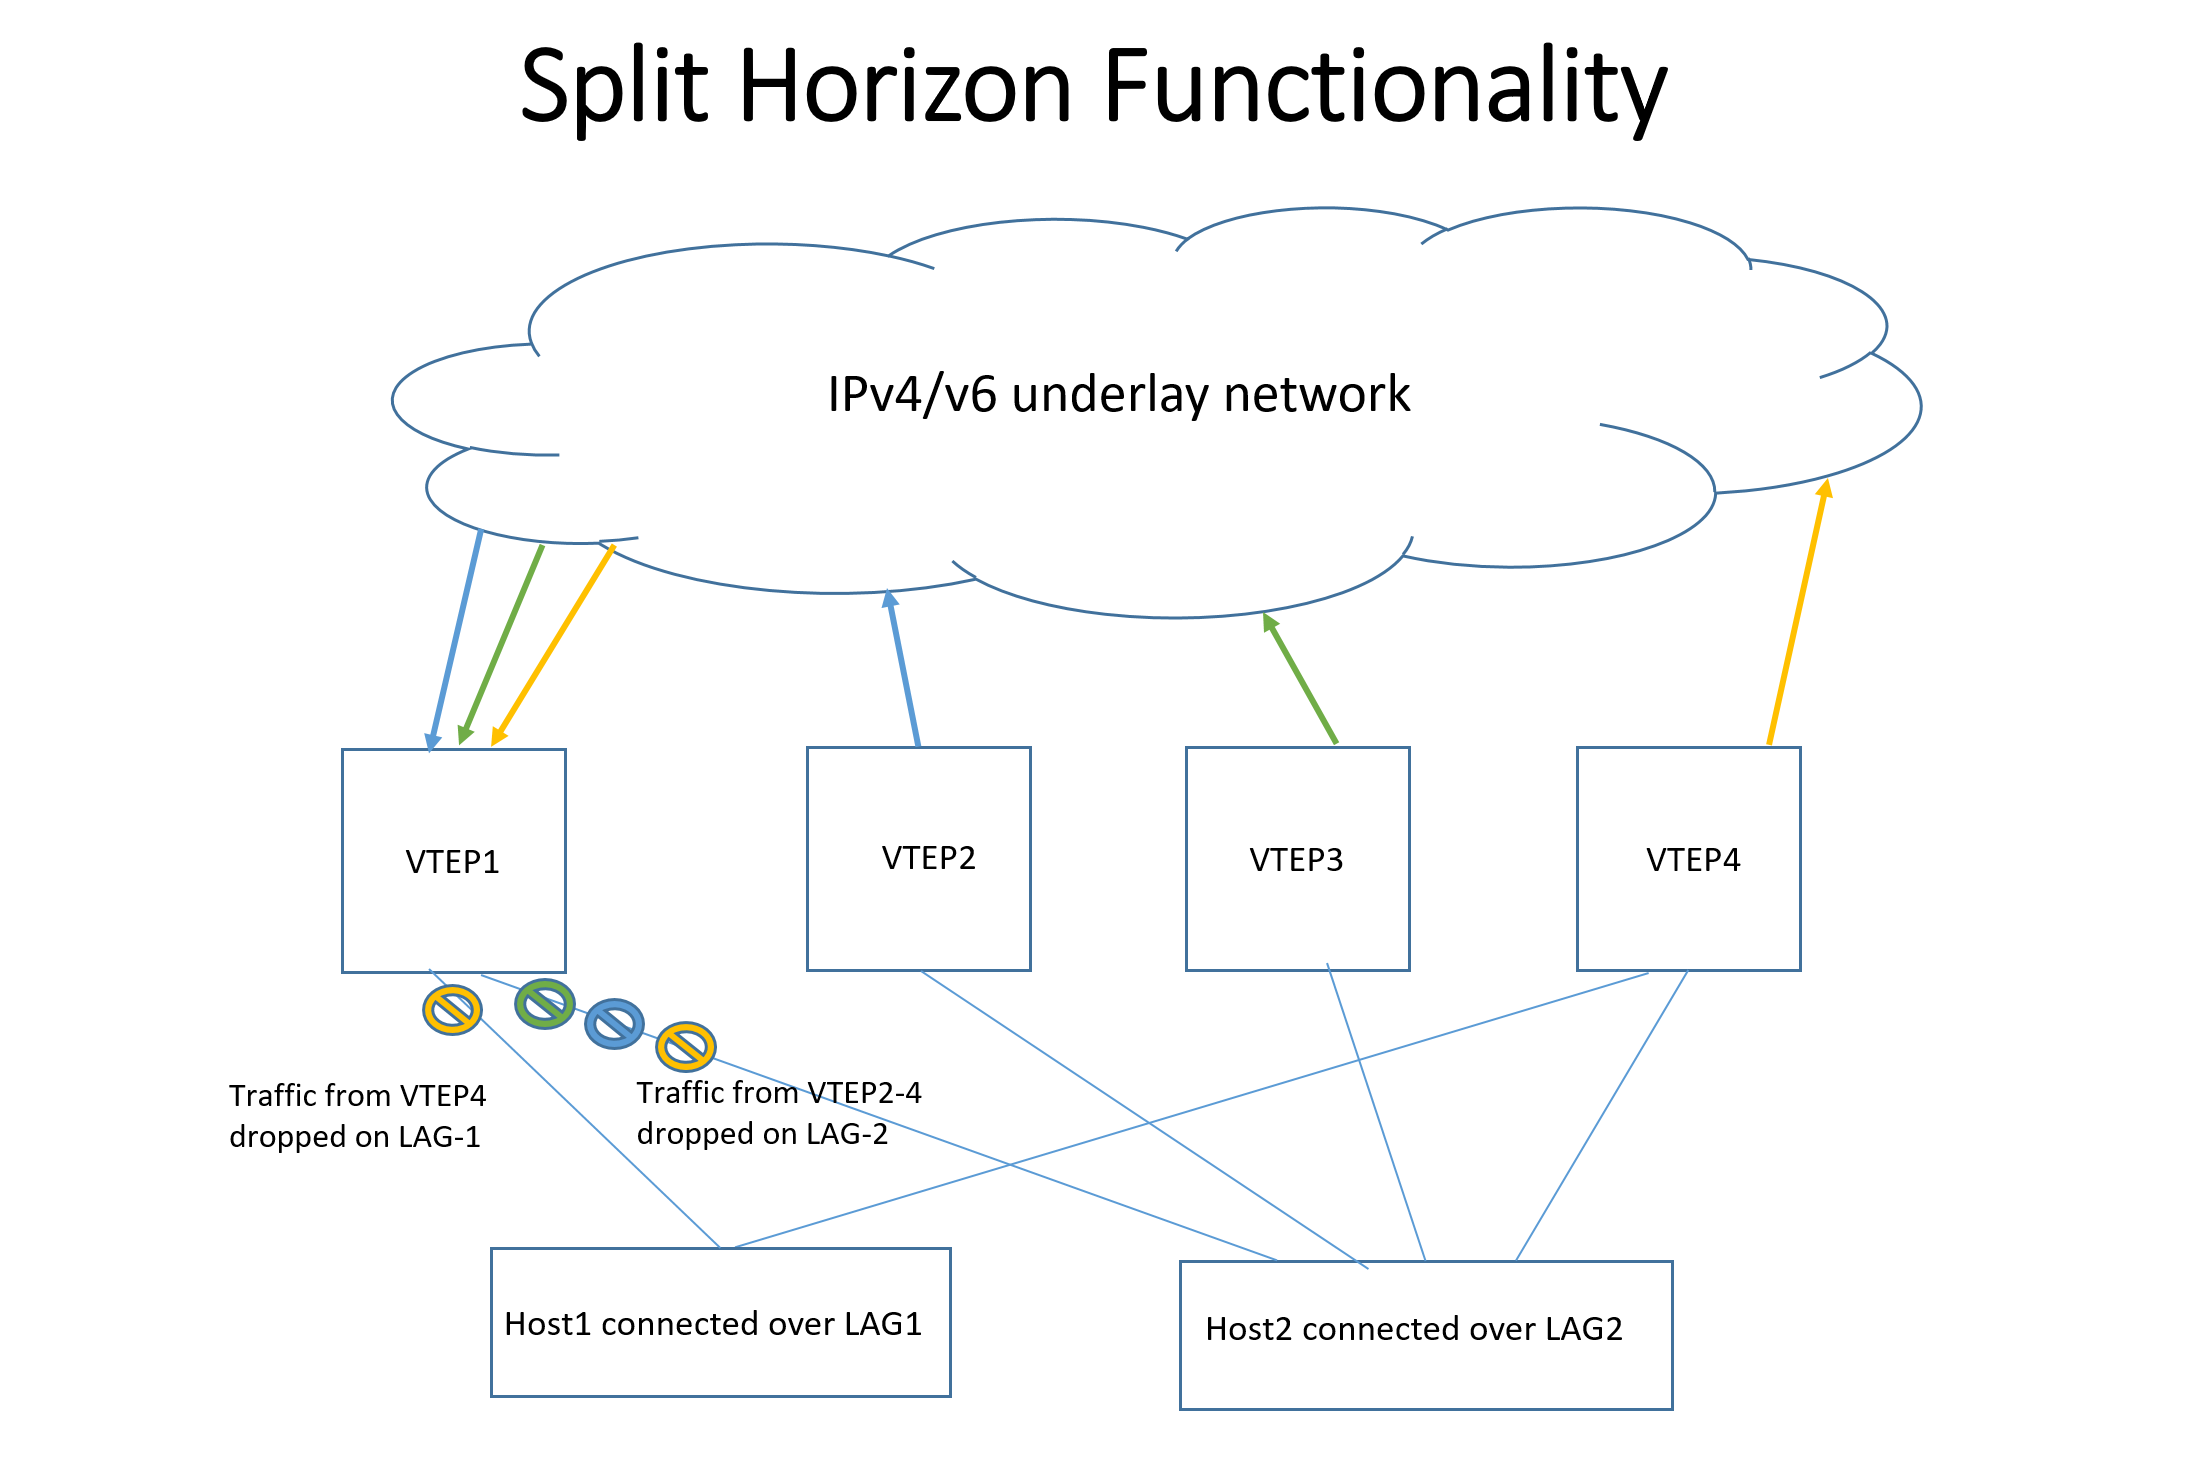 Split Horizon Functionality
IPv4/v6 underlay network
VTEP1
VTEP2
VTEP3
VTEP4
Traffic from VTEP4
dropped on LAG-1
Traffic from VTEP2-4
dropped on LAG-2
Host1 connected over LAG1
Host2 connected over LAG2